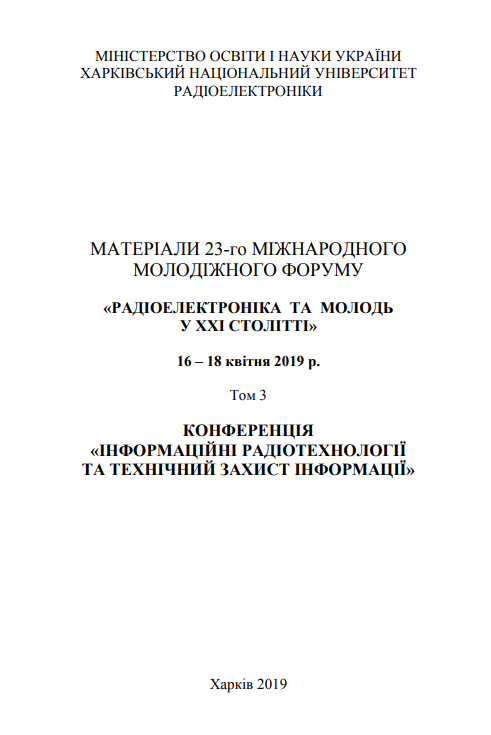 МІНІСТЕРСТВО ОСВІТИ І НАУКИ УКРАЇНИ
ХАРКІВСЬКИЙ НАЦІОНАЛЬНИЙ УНІВЕРСИТЕТ
РАДІОЕЛЕКТРОНІКИ
МАТЕРІАЛИ 23-го МІЖНАРОДНОГО
МОЛОДІЖНОГО ФОРУМУ
«РАДІОЕЛЕКТРОНІКА ТА МОЛОДЬ
У ХХІ СТОЛІТТІ»
16 – 18 квітня 2019 р.
Том 3
КОНФЕРЕНЦІЯ
«ІНФОРМАЦІЙНІ РАДІОТЕХНОЛОГІЇ
ТА ТЕХНІЧНИЙ ЗАХИСТ ІНФОРМАЦІЇ»
Харків 2019